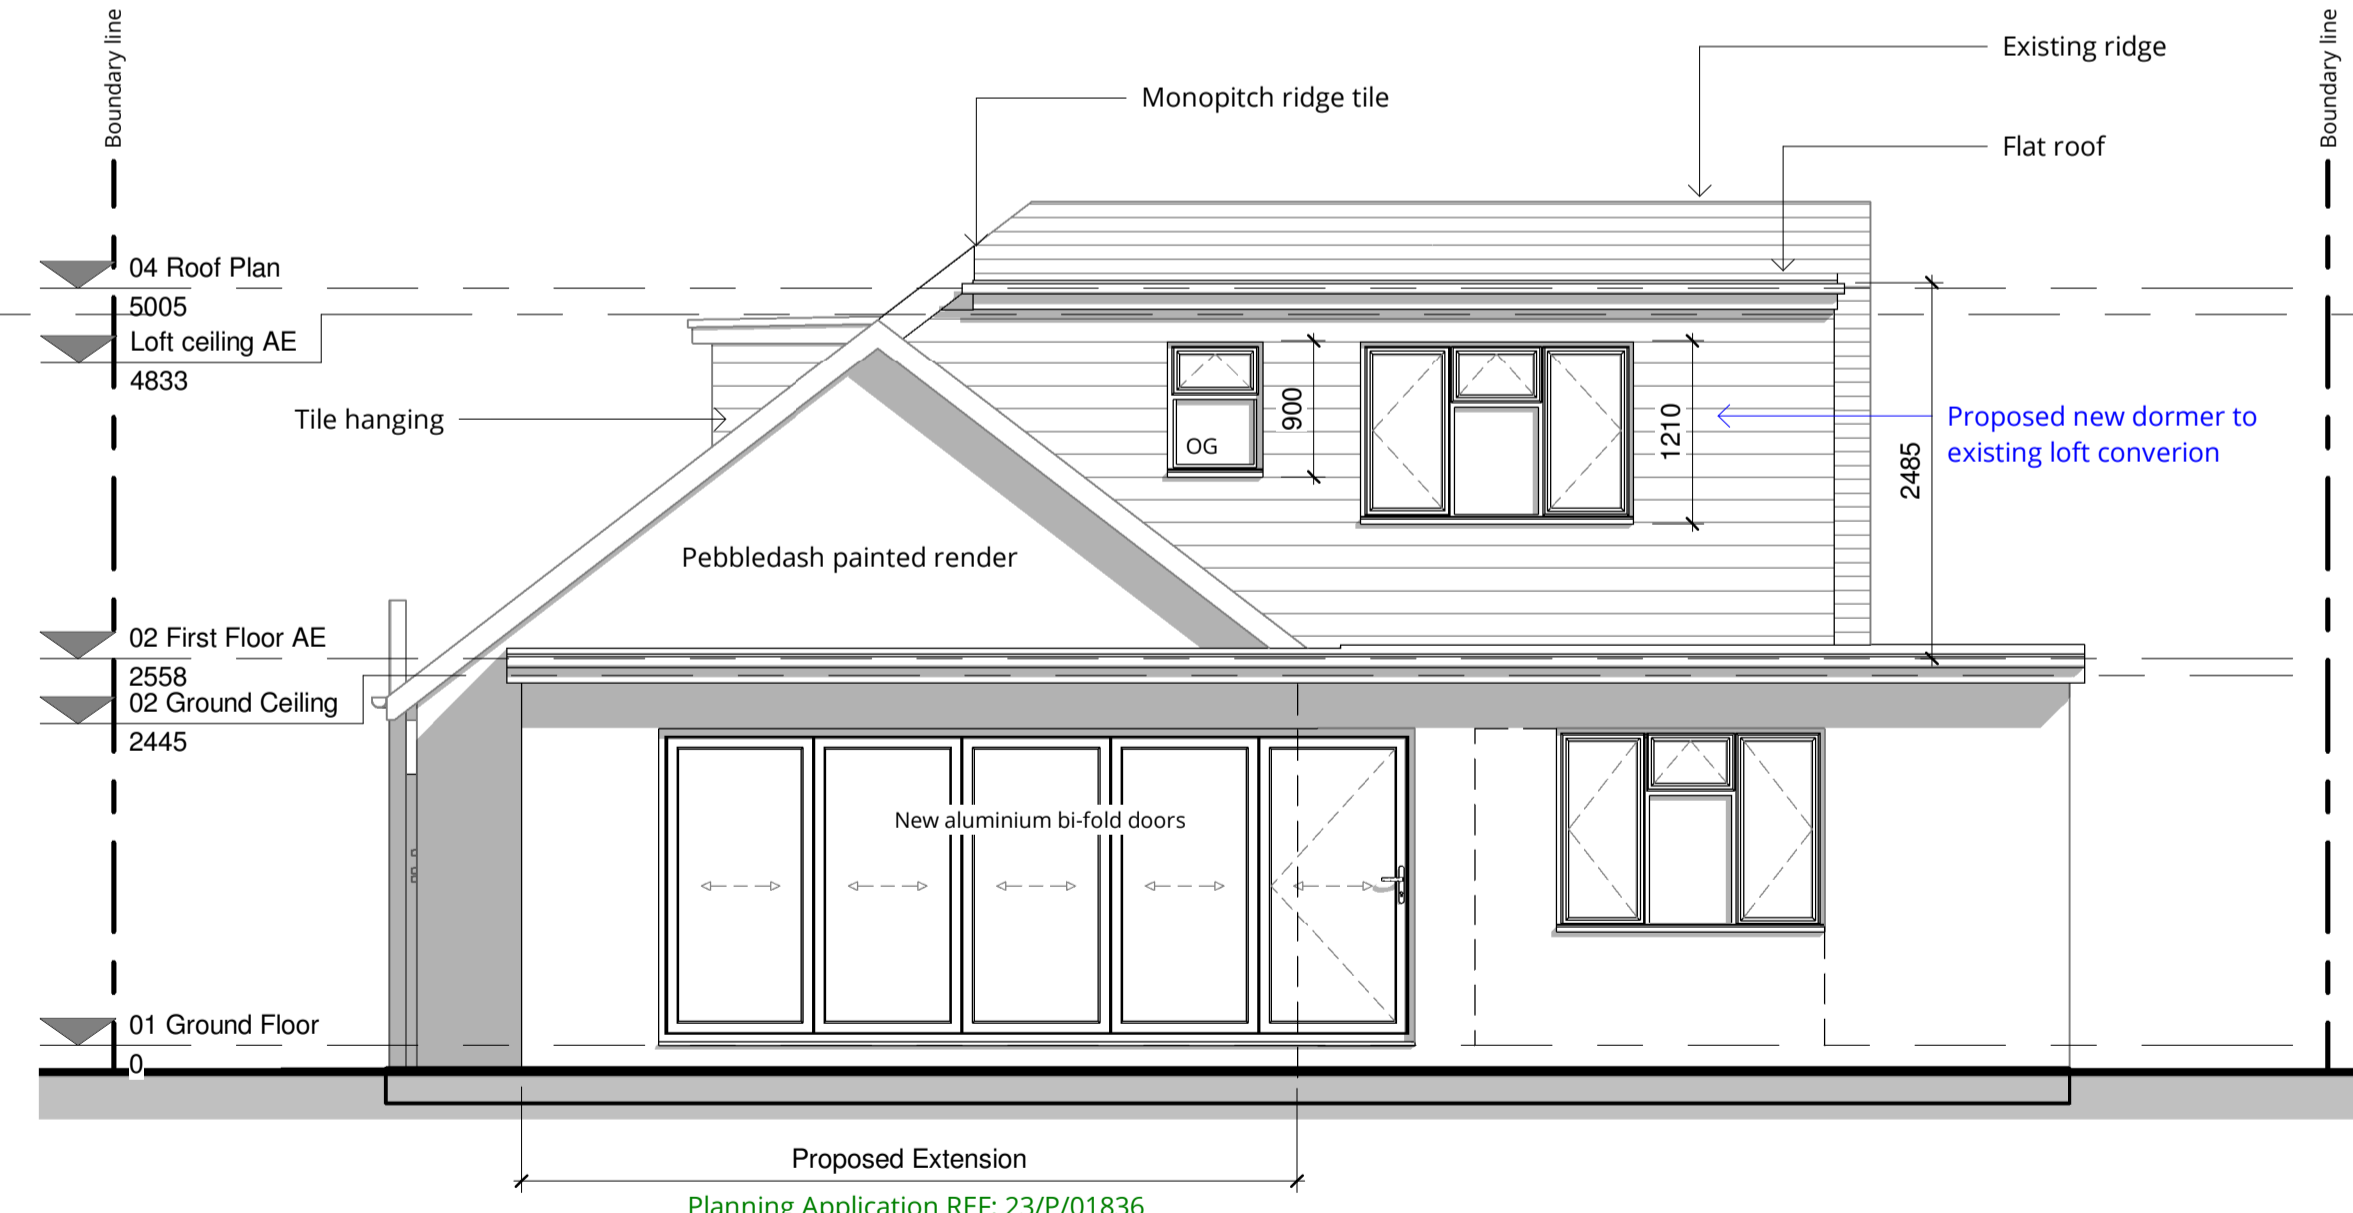 Boundary line
Boundary line
Existing ridge
Monopitch ridge tile
Flat roof
04 Roof Plan
5005
Loft ceiling AE
4833
Tile hanging
900
OG
1210
2485
Proposed new dormer to
existing loft converion
Pebbledash painted render
02 First Floor AE
2558
02 Ground Ceiling
2445
New aluminium bi-fold doors
01 Ground Floor
0
Proposed Extension
Planning Application REF: 23/P/01836